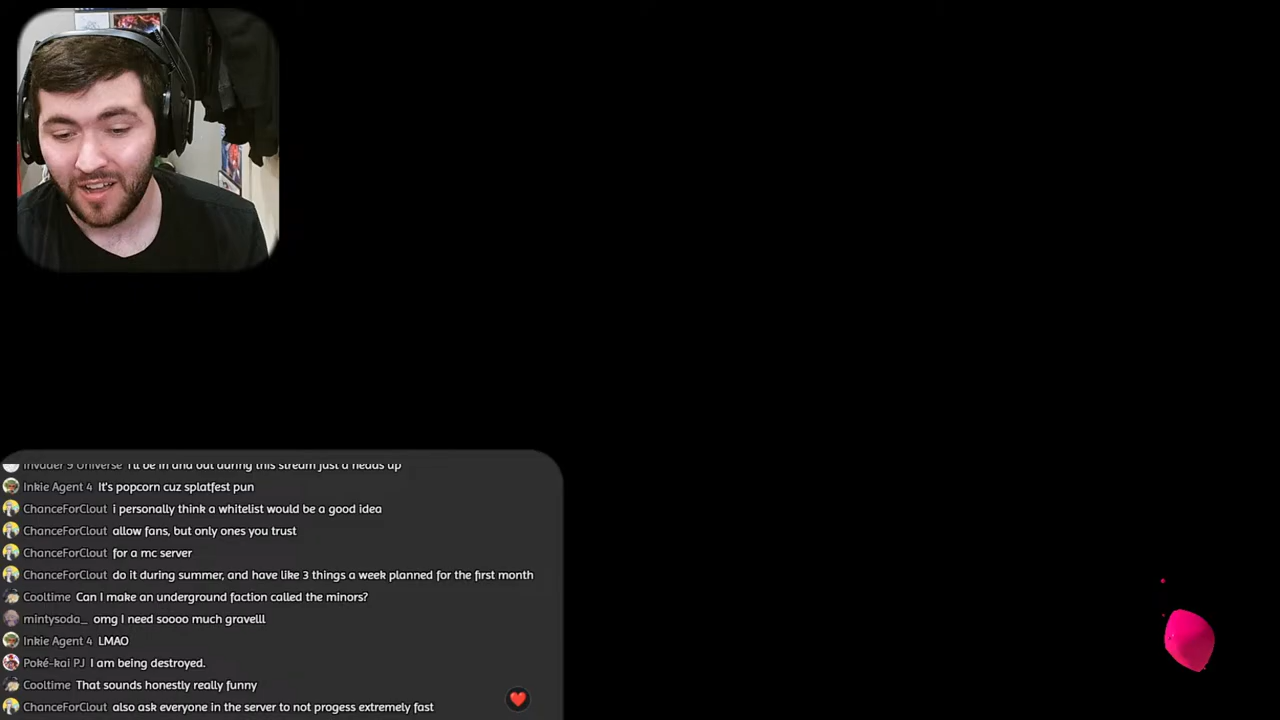 Invader 9 Universe I'll be in and out during this stream just a heads up
Inkie Agent 4 It's popcorn cuz splatfest pun
ChanceForClout i personally think a whitelist would be a good idea
ChanceForClout allow fans, but only ones you trust
ChanceForClout for a mc server
ChanceForClout do it during summer, and have like 3 things a week planned for the first month
Cooltime Can I make an underground faction called the minors?
mintysoda_ omg I need soooo much gravelll
Inkie Agent 4 LMAO
Poké-kai PJ I am being destroyed.
Cooltime That sounds honestly really funny
ChanceForClout also ask everyone in the server to not progess extremely fast